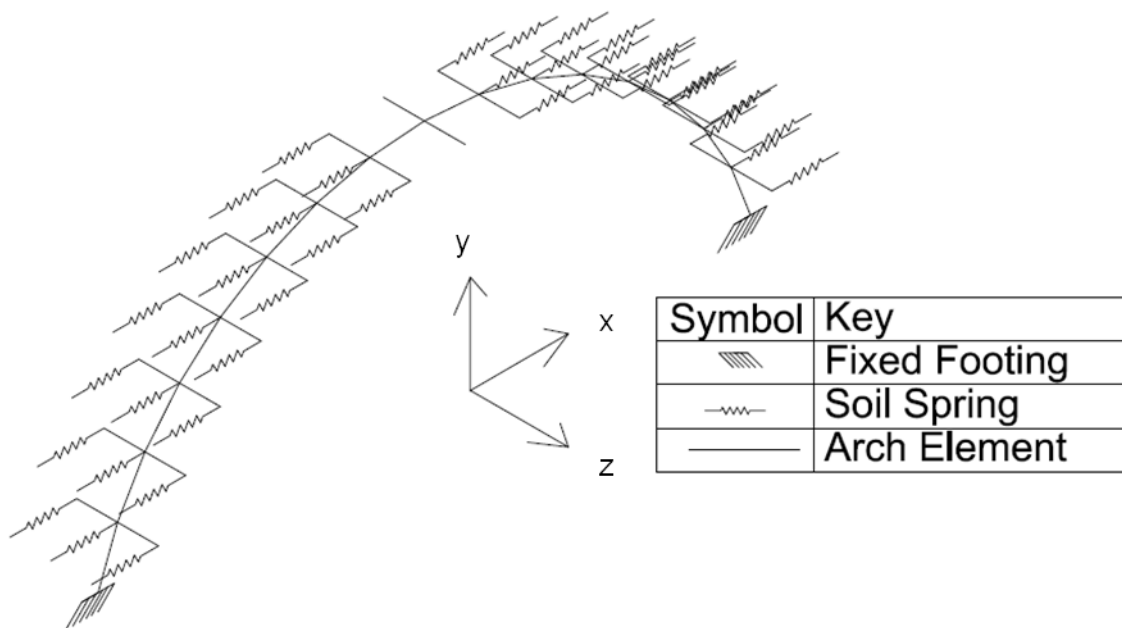 y
x
z
Symbol Key
Fixed Footing
Soil Spring
Arch Element